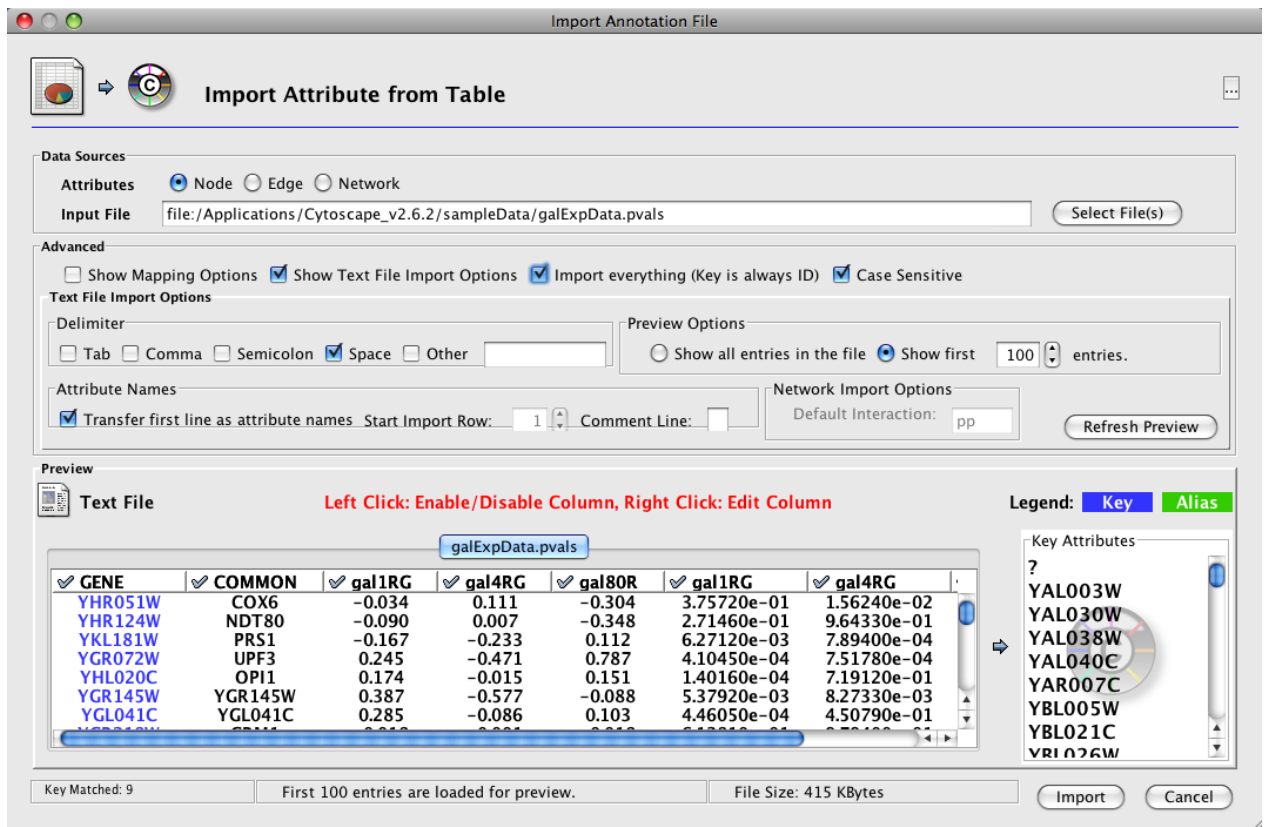 Import Annotation File
Import Attribute from Table
...
Data Sources
Attributes Node Edge Network
Input File file:/Applications/Cytoscape_v2.6.2/sampleData/galExpData.pvals Select File(s)
Advanced
Show Mapping Options Show Text File Import Options Import everything (Key is always ID) Case Sensitive
Text File Import Options
Delimiter Preview Options
Tab Comma Semicolon Space Other Show all entries in the file Show first 100 entries.
Attribute Names Network Import Options
Transfer first line as attribute names Start Import Row: 1 Comment Line: Default Interaction: pp Refresh Preview
Preview
Text File Left Click: Enable/Disable Column, Right Click: Edit Column Legend: Key Alias
galExpData.pvals Key Attributes
GENE COMMON gal1RG gal4RG gal80R gal1RG gal4RG ?
YHR051W COX6 -0.034 0.111 -0.304 3.75720e-01 1.56240e-02 YAL003W
YHR124W NDT80 -0.090 0.007 -0.348 2.71460e-01 9.64330e-01 YAL030W
YKL181W PRS1 -0.167 -0.233 0.112 6.27120e-03 7.89400e-04 YAL038W
YGR072W UPF3 0.245 -0.471 0.787 4.10450e-04 7.51780e-04 YAL040C
YHL020C OPI1 0.174 -0.015 0.151 1.40160e-04 7.19120e-01 YAR007C
YGR145W YGR145W 0.387 -0.577 -0.088 5.37920e-03 8.27330e-03 YBL005W
YGL041C YGL041C 0.285 -0.086 0.103 4.46050e-04 4.50790e-01 YBL021C
YBL026W
Key Matched: 9 First 100 entries are loaded for preview. File Size: 415 KBytes Import Cancel